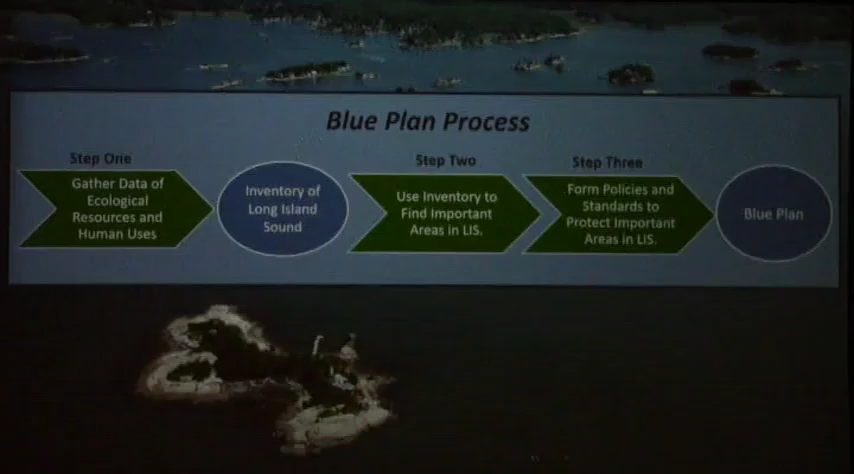 Blue Plan Process
Step One
Gather Data of
Ecological
Resources and
Human Uses
Inventory of
Long Island
Sound
Step Two
Use Inventory to
Find Important
Areas in LIS.
Step Three
Form Policies and
Standards to
Protect Important
Areas in LIS.
Blue Plan